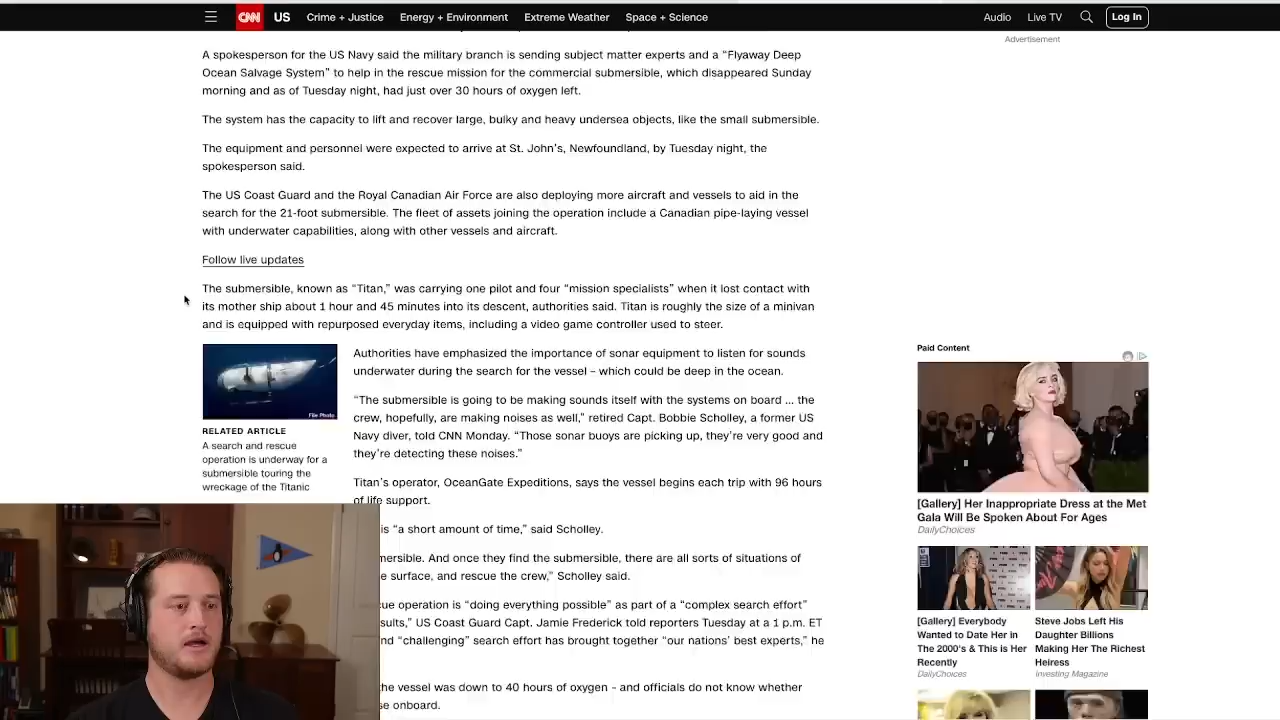 CNN US Crime + Justice Energy + Environment Extreme Weather Space + Science Audio Live TV Log In
Advertisement
A spokesperson for the US Navy said the military branch is sending subject matter experts and a “Flyaway Deep
Ocean Salvage System” to help in the rescue mission for the commercial submersible, which disappeared Sunday
morning and as of Tuesday night, had just over 30 hours of oxygen left.
The system has the capacity to lift and recover large, bulky and heavy undersea objects, like the small submersible.
The equipment and personnel were expected to arrive at St. John’s, Newfoundland, by Tuesday night, the
spokesperson said.
The US Coast Guard and the Royal Canadian Air Force are also deploying more aircraft and vessels to aid in the
search for the 21-foot submersible. The fleet of assets joining the operation include a Canadian pipe-laying vessel
with underwater capabilities, along with other vessels and aircraft.
Follow live updates
The submersible, known as “Titan,” was carrying one pilot and four “mission specialists” when it lost contact with
its mother ship about 1 hour and 45 minutes into its descent, authorities said. Titan is roughly the size of a minivan
and is equipped with repurposed everyday items, including a video game controller used to steer.
File Photo
RELATED ARTICLE
A search and rescue
operation is underway for a
submersible touring the
wreckage of the Titanic
Authorities have emphasized the importance of sonar equipment to listen for sounds
underwater during the search for the vessel – which could be deep in the ocean.
“The submersible is going to be making sounds itself with the systems on board ... the
crew, hopefully, are making noises as well,” retired Capt. Bobbie Scholley, a former US
Navy diver, told CNN Monday. “Those sonar buoys are picking up, they’re very good and
they’re detecting these noises.”
Titan’s operator, OceanGate Expeditions, says the vessel begins each trip with 96 hours
of life support.
is “a short amount of time,” said Scholley.
mersible. And once they find the submersible, there are all sorts of situations of
e surface, and rescue the crew,” Scholley said.
cue operation is “doing everything possible” as part of a “complex search effort”
sults,” US Coast Guard Capt. Jamie Frederick told reporters Tuesday at a 1 p.m. ET
nd “challenging” search effort has brought together “our nations’ best experts,” he
the vessel was down to 40 hours of oxygen – and officials do not know whether
se onboard.
Paid Content
[Gallery] Her Inappropriate Dress at the Met
Gala Will Be Spoken About For Ages
DailyChoices
[Gallery] Everybody
Wanted to Date Her in
The 2000's & This is Her
Recently
DailyChoices
Steve Jobs Left His
Daughter Billions
Making Her The Richest
Heiress
Investing Magazine